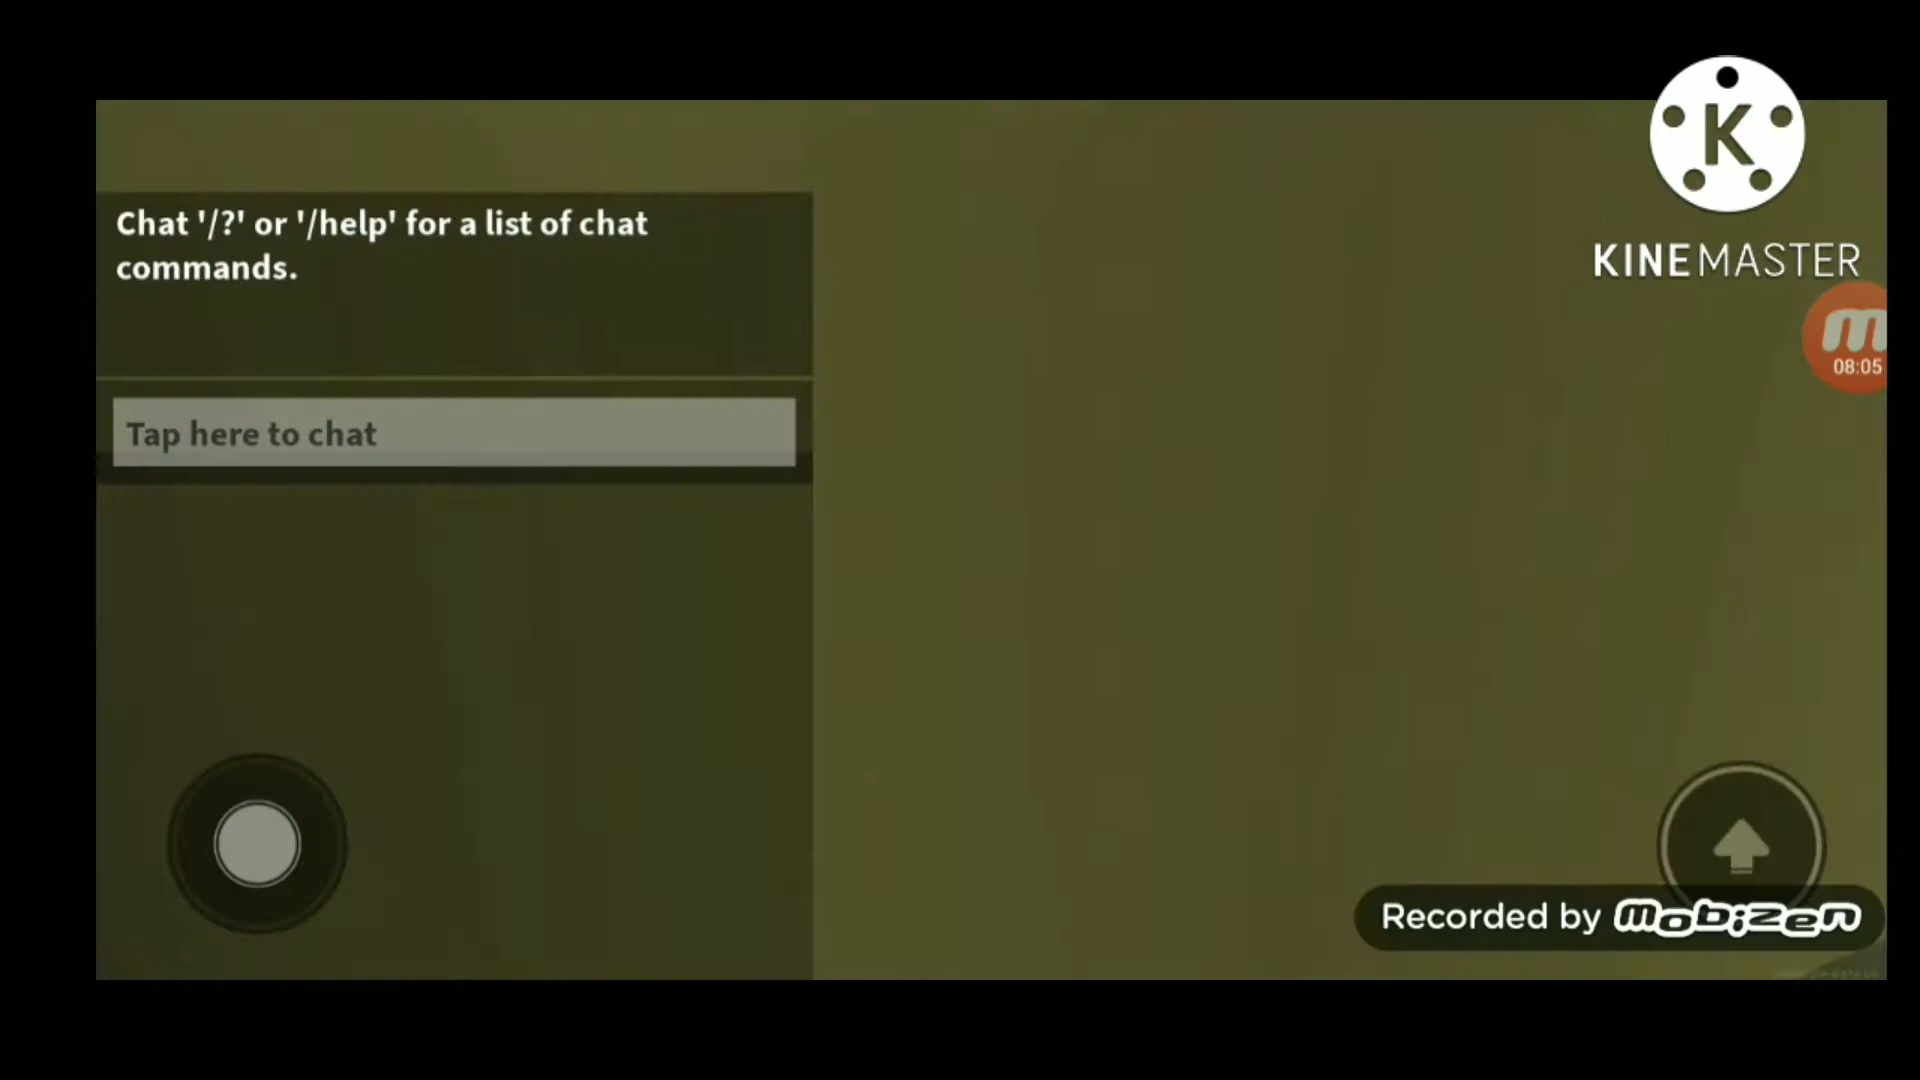 Chat '/?' or '/help' for a list of chat
commands.
Tap here to chat
K
KINEMASTER
m
08:05
Recorded by mobizen